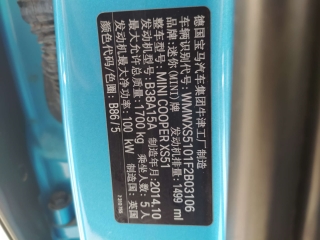 德国宝马汽车集团牛津工厂制造
车辆识别代号: WMWXS5101F2B03106
品牌: 迷你(MINI)牌 发动机排量: 1499 ml
整车型号: MINI COOPER XS51
发动机型号: B38A15A 制造年月: 2014.10
最大允许总质量: 1700 kg 乘坐人数: 5人
发动机最大净功率: 100 kW 制造国: 英国
颜色代码/色圈: B86/5